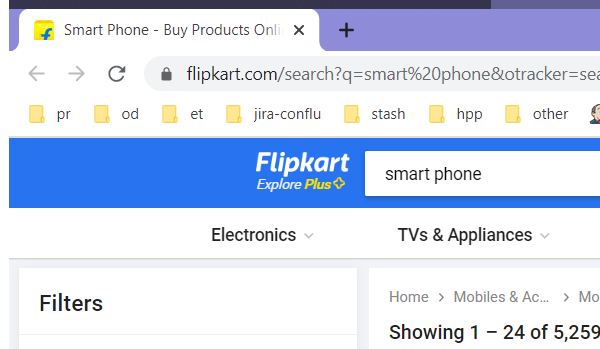 Smart Phone - Buy Products Onli
flipkart.com/search?q=smart%20phone&otracker=sea
pr od et jira-conflu stash hpp other
Flipkart
Explore Plus
smart phone
Electronics TVs & Appliances
Filters
Home > Mobiles & Ac... > Mo
Showing 1 – 24 of 5,259